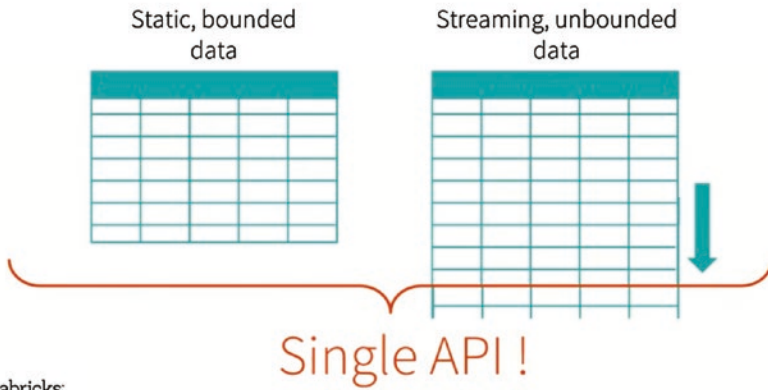 Static, bounded
data
Streaming, unbounded
data
Single API !